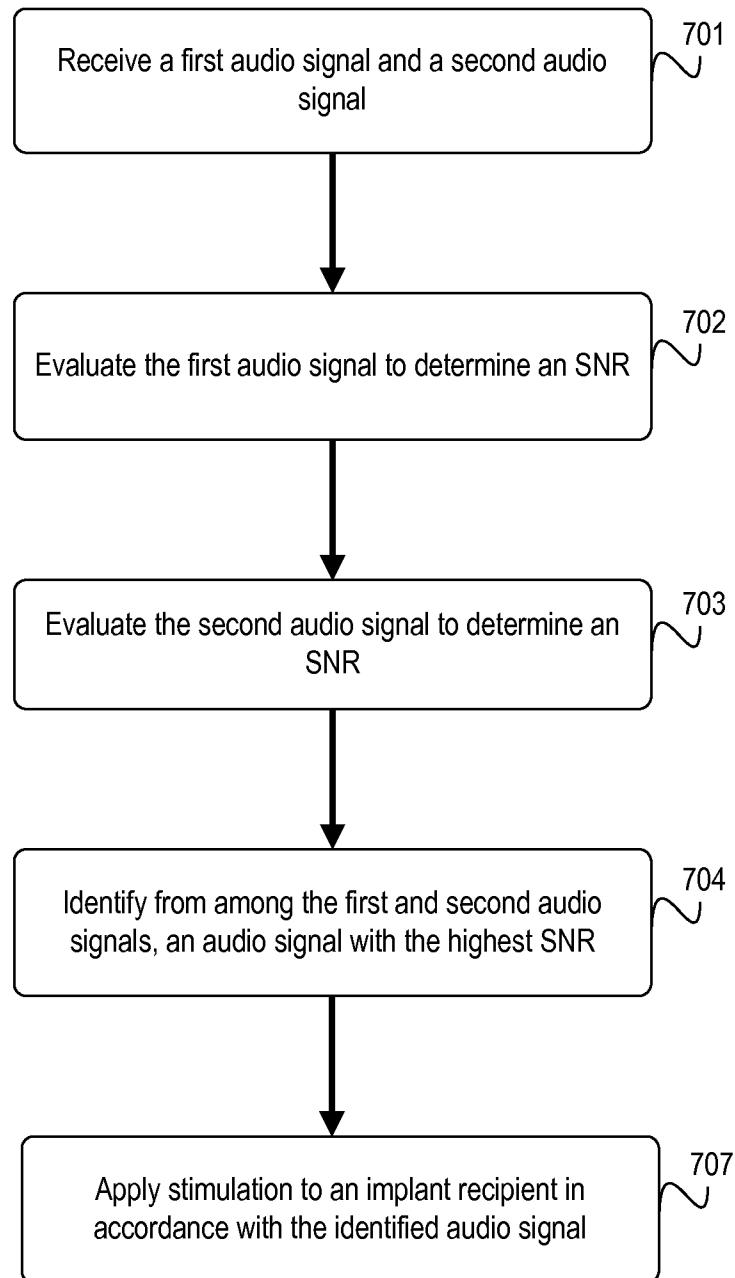 Receive a first audio signal and a second audio
signal
701
Evaluate the first audio signal to determine an SNR
702
Evaluate the second audio signal to determine an
SNR
703
Identify from among the first and second audio
signals, an audio signal with the highest SNR
704
Apply stimulation to an implant recipient in
accordance with the identified audio signal
707